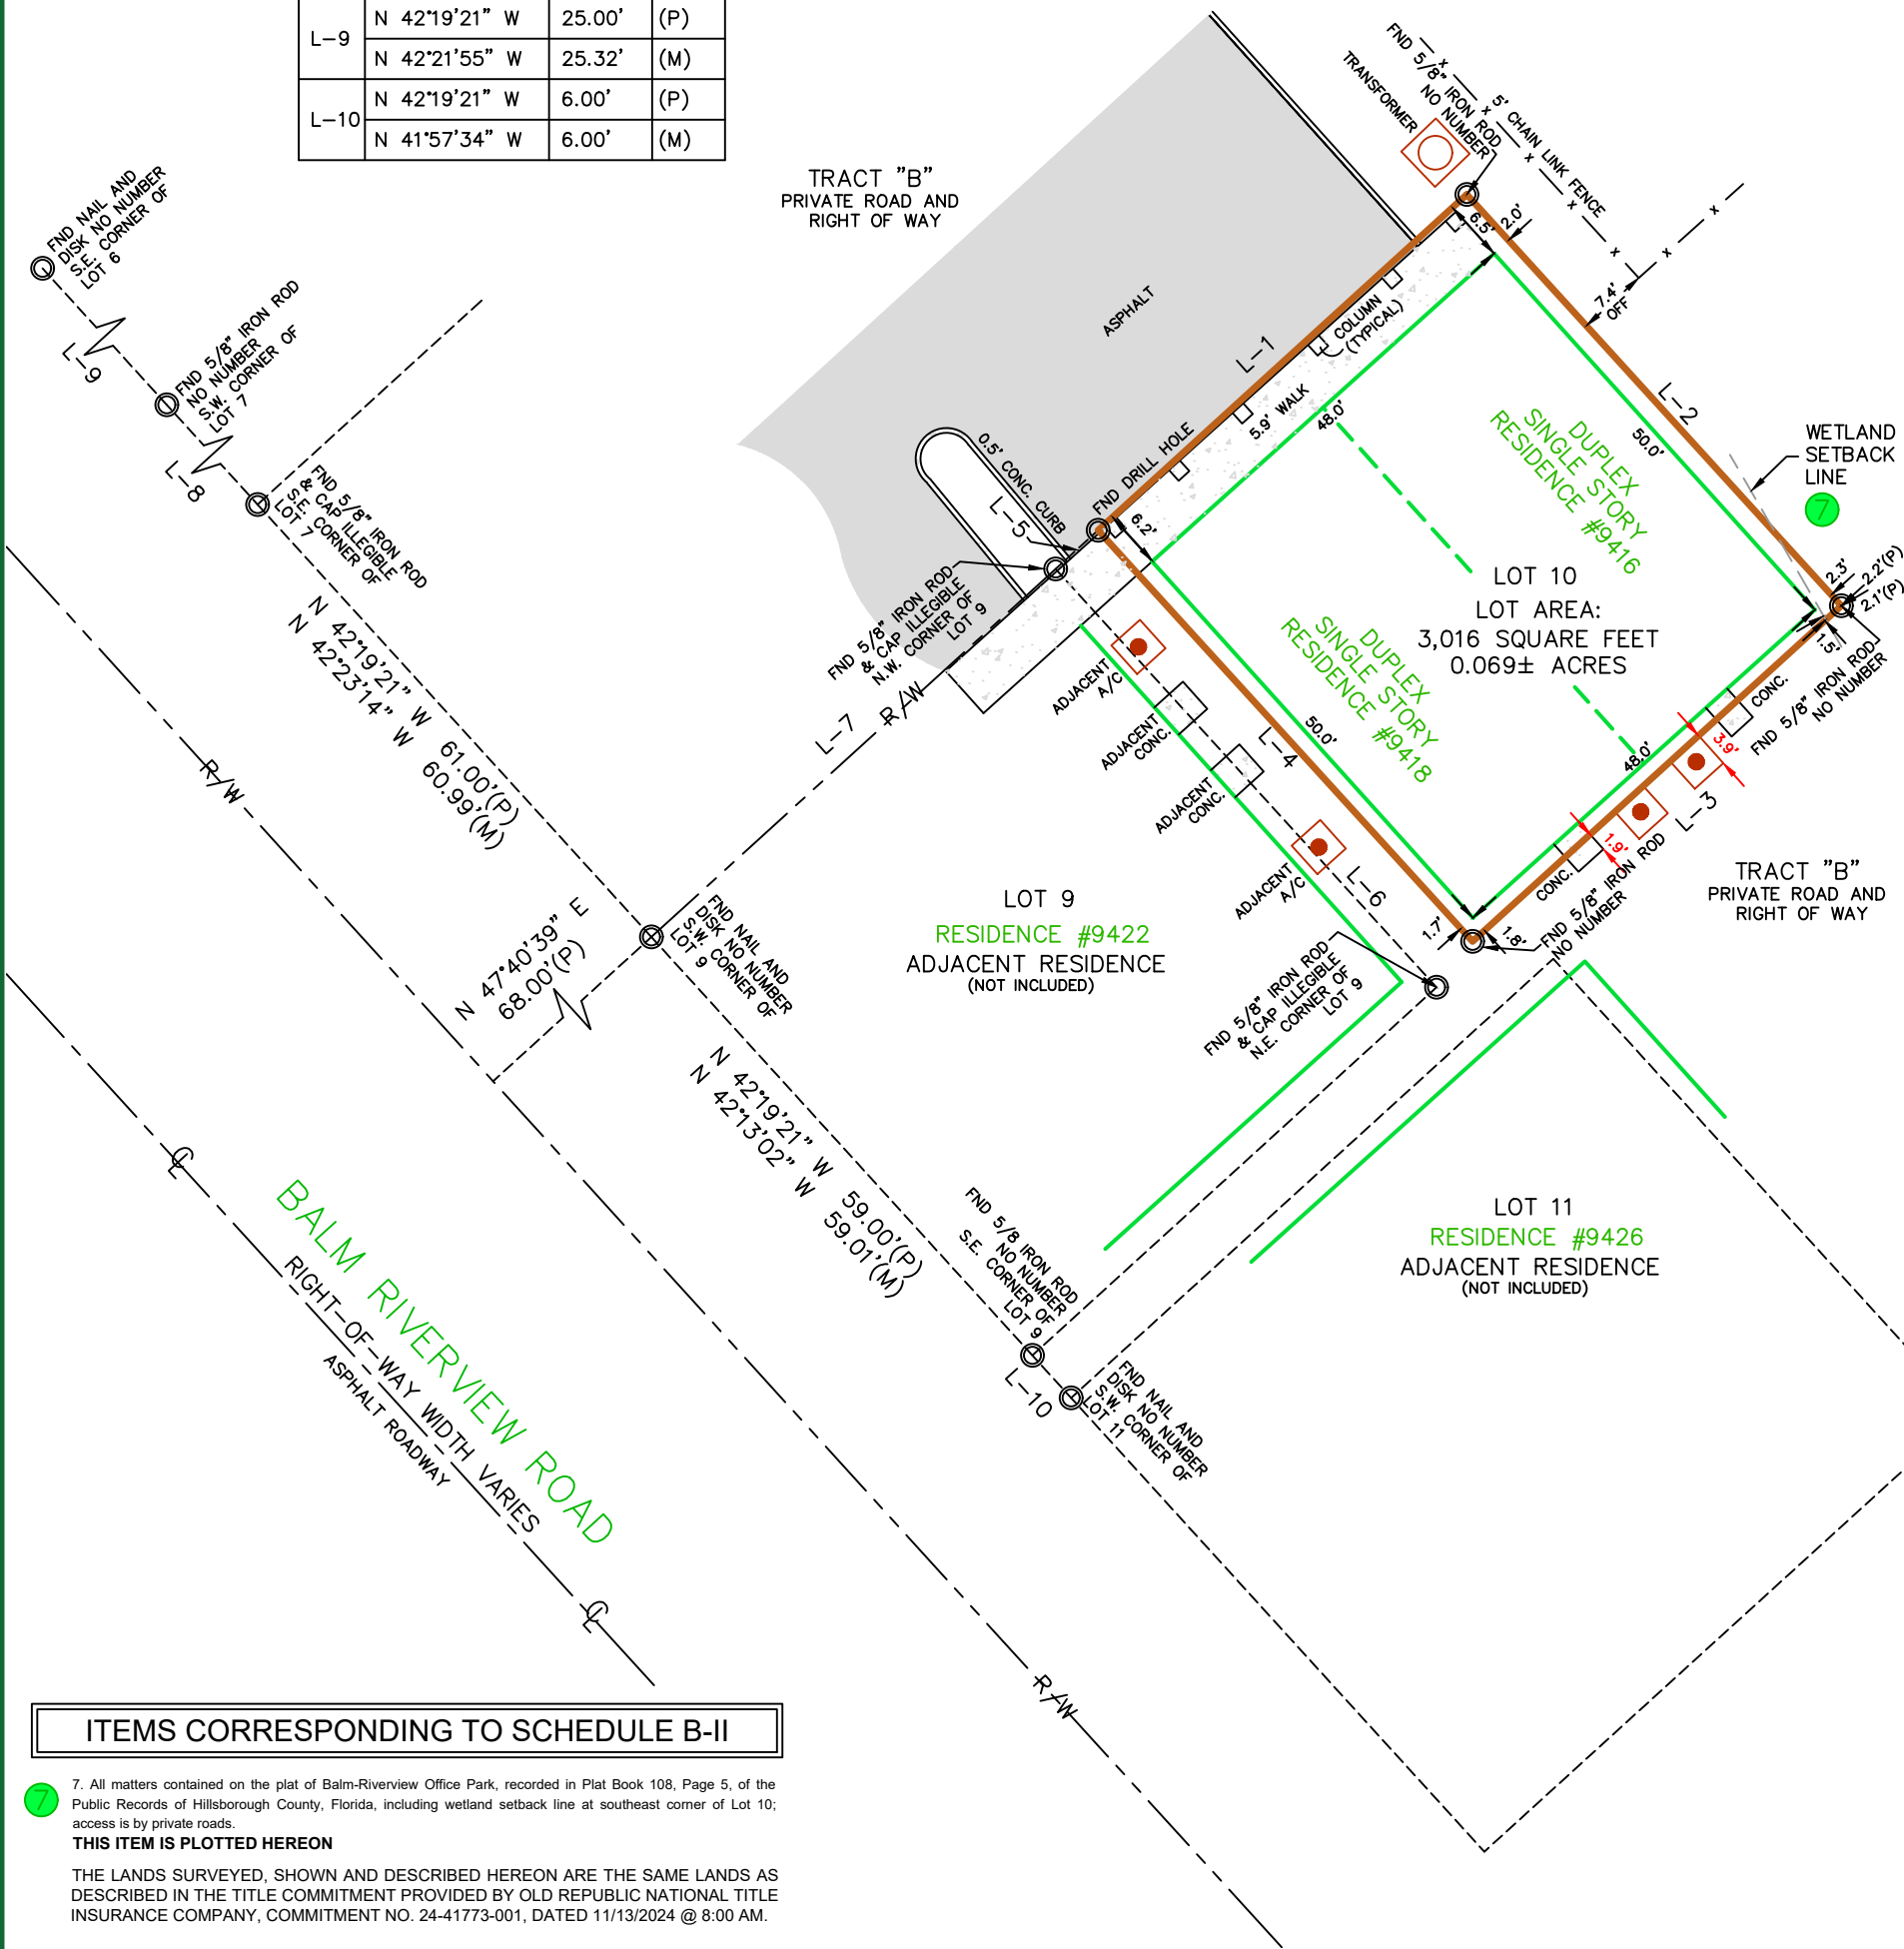 L-9
N 42°19'21" W 25.00' (P)
N 42°21'55" W 25.32' (M)
L-10
N 42°19'21" W 6.00' (P)
N 41°57'34" W 6.00' (M)
FND NAIL AND
DISK NO NUMBER
S.E. CORNER OF
LOT 6
L-9
FND 5/8" IRON ROD
NO NUMBER
S.W. CORNER OF
LOT 7
L-8
FND 5/8" IRON ROD
& CAP ILLEGIBLE
S.E. CORNER OF
LOT 7
TRACT "B"
PRIVATE ROAD AND
RIGHT OF WAY
TRANSFORMER
FND 5/8" IRON ROD
NO NUMBER
x
x
5' CHAIN LINK FENCE
x
x
x
x
x
6.5'
2.0'
7.4'
OFF
ASPHALT
L-1
COLUMN
(TYPICAL)
5.9' WALK
48.0'
L-2
50.0'
DUPLEX
SINGLE STORY
RESIDENCE #9416
WETLAND
SETBACK
LINE
7
0.5' CONC. CURB
FND DRILL HOLE
L-5
6.2'
FND 5/8" IRON ROD
& CAP ILLEGIBLE
N.W. CORNER OF
LOT 9
LOT 10
LOT AREA:
3,016 SQUARE FEET
0.069± ACRES
2.3'
2.2'(P)
2.1'(P)
1.5'
FND 5/8" IRON ROD
NO NUMBER
DUPLEX
SINGLE STORY
RESIDENCE #9418
ADJACENT
A/C
ADJACENT
CONC.
ADJACENT
CONC.
ADJACENT
A/C
50.0'
L-4
48.0'
CONC.
3.9'
L-3
1.9'
CONC.
FND 5/8" IRON ROD
NO NUMBER
1.7'
1.8'
L-6
N 42°19'21" W 61.00'(P)
N 42°23'14" W 60.99'(M)
R/W
L-7
R/W
TRACT "B"
PRIVATE ROAD AND
RIGHT OF WAY
LOT 9
RESIDENCE #9422
ADJACENT RESIDENCE
(NOT INCLUDED)
FND NAIL AND
DISK NO NUMBER
S.W. CORNER OF
LOT 9
N 47°40'39" E
68.00'(P)
FND 5/8" IRON ROD
& CAP ILLEGIBLE
N.E. CORNER OF
LOT 9
N 42°19'21" W 59.00'(P)
N 42°13'02" W 59.01'(M)
FND 5/8 IRON ROD
NO NUMBER
S.E. CORNER OF
LOT 9
L-10
FND NAIL AND
DISK NO NUMBER
S.W. CORNER OF
LOT 11
LOT 11
RESIDENCE #9426
ADJACENT RESIDENCE
(NOT INCLUDED)
CL
BALM RIVERVIEW ROAD
RIGHT-OF-WAY WIDTH VARIES
ASPHALT ROADWAY
CL
R/W
ITEMS CORRESPONDING TO SCHEDULE B-II
7
7. All matters contained on the plat of Balm-Riverview Office Park, recorded in Plat Book 108, Page 5, of the
Public Records of Hillsborough County, Florida, including wetland setback line at southeast corner of Lot 10;
access is by private roads.
THIS ITEM IS PLOTTED HEREON
THE LANDS SURVEYED, SHOWN AND DESCRIBED HEREON ARE THE SAME LANDS AS
DESCRIBED IN THE TITLE COMMITMENT PROVIDED BY OLD REPUBLIC NATIONAL TITLE
INSURANCE COMPANY, COMMITMENT NO. 24-41773-001, DATED 11/13/2024 @ 8:00 AM.